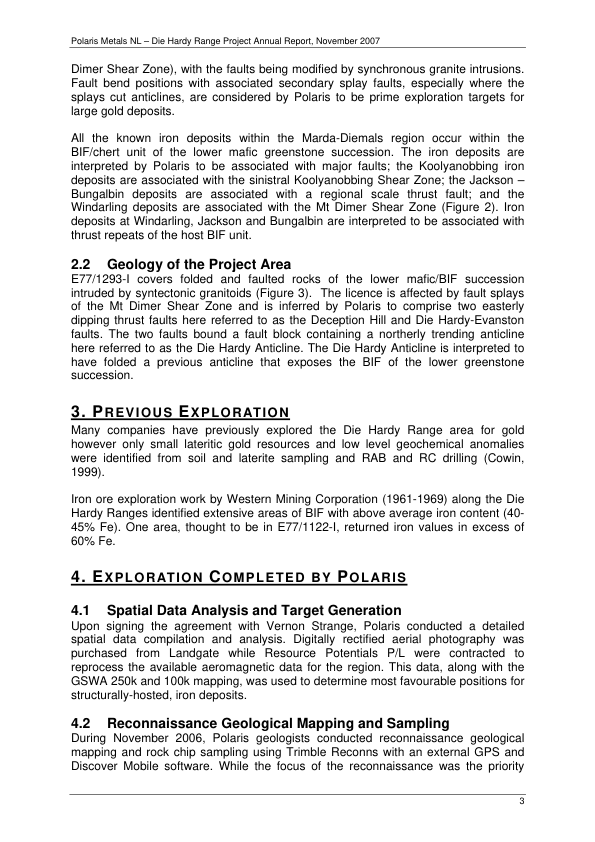 Polaris Metals NL – Die Hardy Range Project Annual Report, November 2007
Dimer Shear Zone), with the faults being modified by synchronous granite intrusions.
Fault bend positions with associated secondary splay faults, especially where the
splays cut anticlines, are considered by Polaris to be prime exploration targets for
large gold deposits.
All the known iron deposits within the Marda-Diemals region occur within the
BIF/chert unit of the lower mafic greenstone succession. The iron deposits are
interpreted by Polaris to be associated with major faults; the Koolyanobbing iron
deposits are associated with the sinistral Koolyanobbing Shear Zone; the Jackson –
Bungalbin deposits are associated with a regional scale thrust fault; and the
Windarling deposits are associated with the Mt Dimer Shear Zone (Figure 2). Iron
deposits at Windarling, Jackson and Bungalbin are interpreted to be associated with
thrust repeats of the host BIF unit.
2.2 Geology of the Project Area
E77/1293-I covers folded and faulted rocks of the lower mafic/BIF succession
intruded by syntectonic granitoids (Figure 3). The licence is affected by fault splays
of the Mt Dimer Shear Zone and is inferred by Polaris to comprise two easterly
dipping thrust faults here referred to as the Deception Hill and Die Hardy-Evanston
faults. The two faults bound a fault block containing a northerly trending anticline
here referred to as the Die Hardy Anticline. The Die Hardy Anticline is interpreted to
have folded a previous anticline that exposes the BIF of the lower greenstone
succession.
3. PREVIOUS EXPLORATION
Many companies have previously explored the Die Hardy Range area for gold
however only small lateritic gold resources and low level geochemical anomalies
were identified from soil and laterite sampling and RAB and RC drilling (Cowin,
1999).
Iron ore exploration work by Western Mining Corporation (1961-1969) along the Die
Hardy Ranges identified extensive areas of BIF with above average iron content (40-
45% Fe). One area, thought to be in E77/1122-I, returned iron values in excess of
60% Fe.
4. EXPLORATION COMPLETED BY POLARIS
4.1 Spatial Data Analysis and Target Generation
Upon signing the agreement with Vernon Strange, Polaris conducted a detailed
spatial data compilation and analysis. Digitally rectified aerial photography was
purchased from Landgate while Resource Potentials P/L were contracted to
reprocess the available aeromagnetic data for the region. This data, along with the
GSWA 250k and 100k mapping, was used to determine most favourable positions for
structurally-hosted, iron deposits.
4.2 Reconnaissance Geological Mapping and Sampling
During November 2006, Polaris geologists conducted reconnaissance geological
mapping and rock chip sampling using Trimble Reconns with an external GPS and
Discover Mobile software. While the focus of the reconnaissance was the priority
3